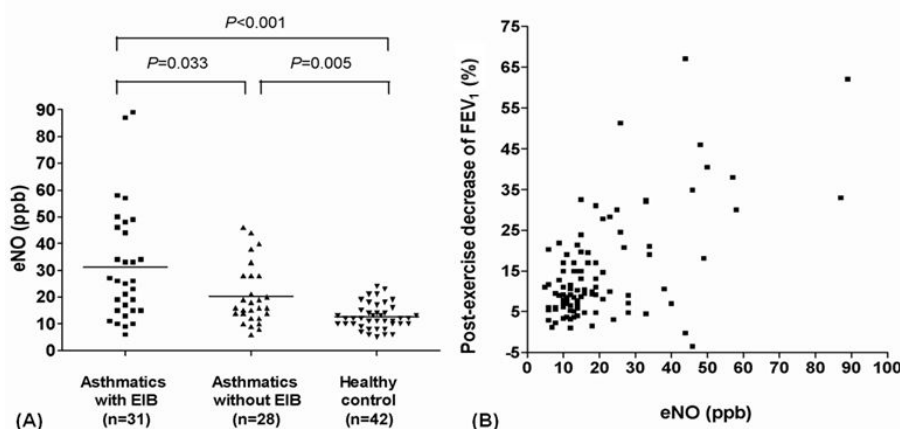 P<0.001
P=0.033
P=0.005
90
80
70
60
50
40
30
20
10
0
eNO (ppb)
Asthmatics
with EIB
(n=31)
Asthmatics
without EIB
(n=28)
Healthy
control
(n=42)
(A)
75
65
55
45
35
25
15
5
-5
Post-exercise decrease of FEV₁ (%)
0 10 20 30 40 50 60 70 80 90 100
eNO (ppb)
(B)